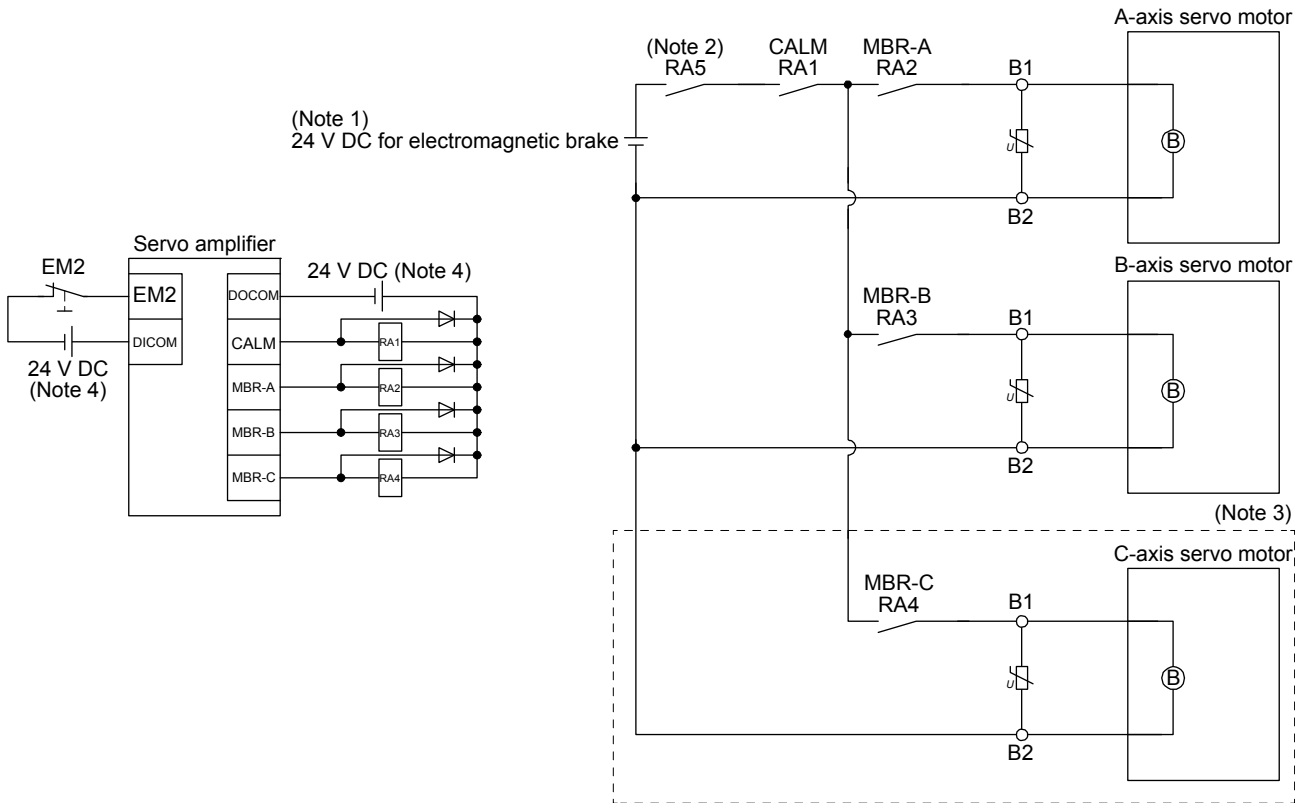 A-axis servo motor
(Note 2)
RA5
CALM
RA1
MBR-A
RA2
B1
(Note 1)
24 V DC for electromagnetic brake
U
B
B2
Servo amplifier
EM2
EM2
DICOM
24 V DC
(Note 4)
DOCOM
CALM
MBR-A
MBR-B
MBR-C
24 V DC (Note 4)
RA1
RA2
RA3
RA4
B-axis servo motor
MBR-B
RA3
B1
U
B
B2
(Note 3)
C-axis servo motor
MBR-C
RA4
B1
U
B
B2